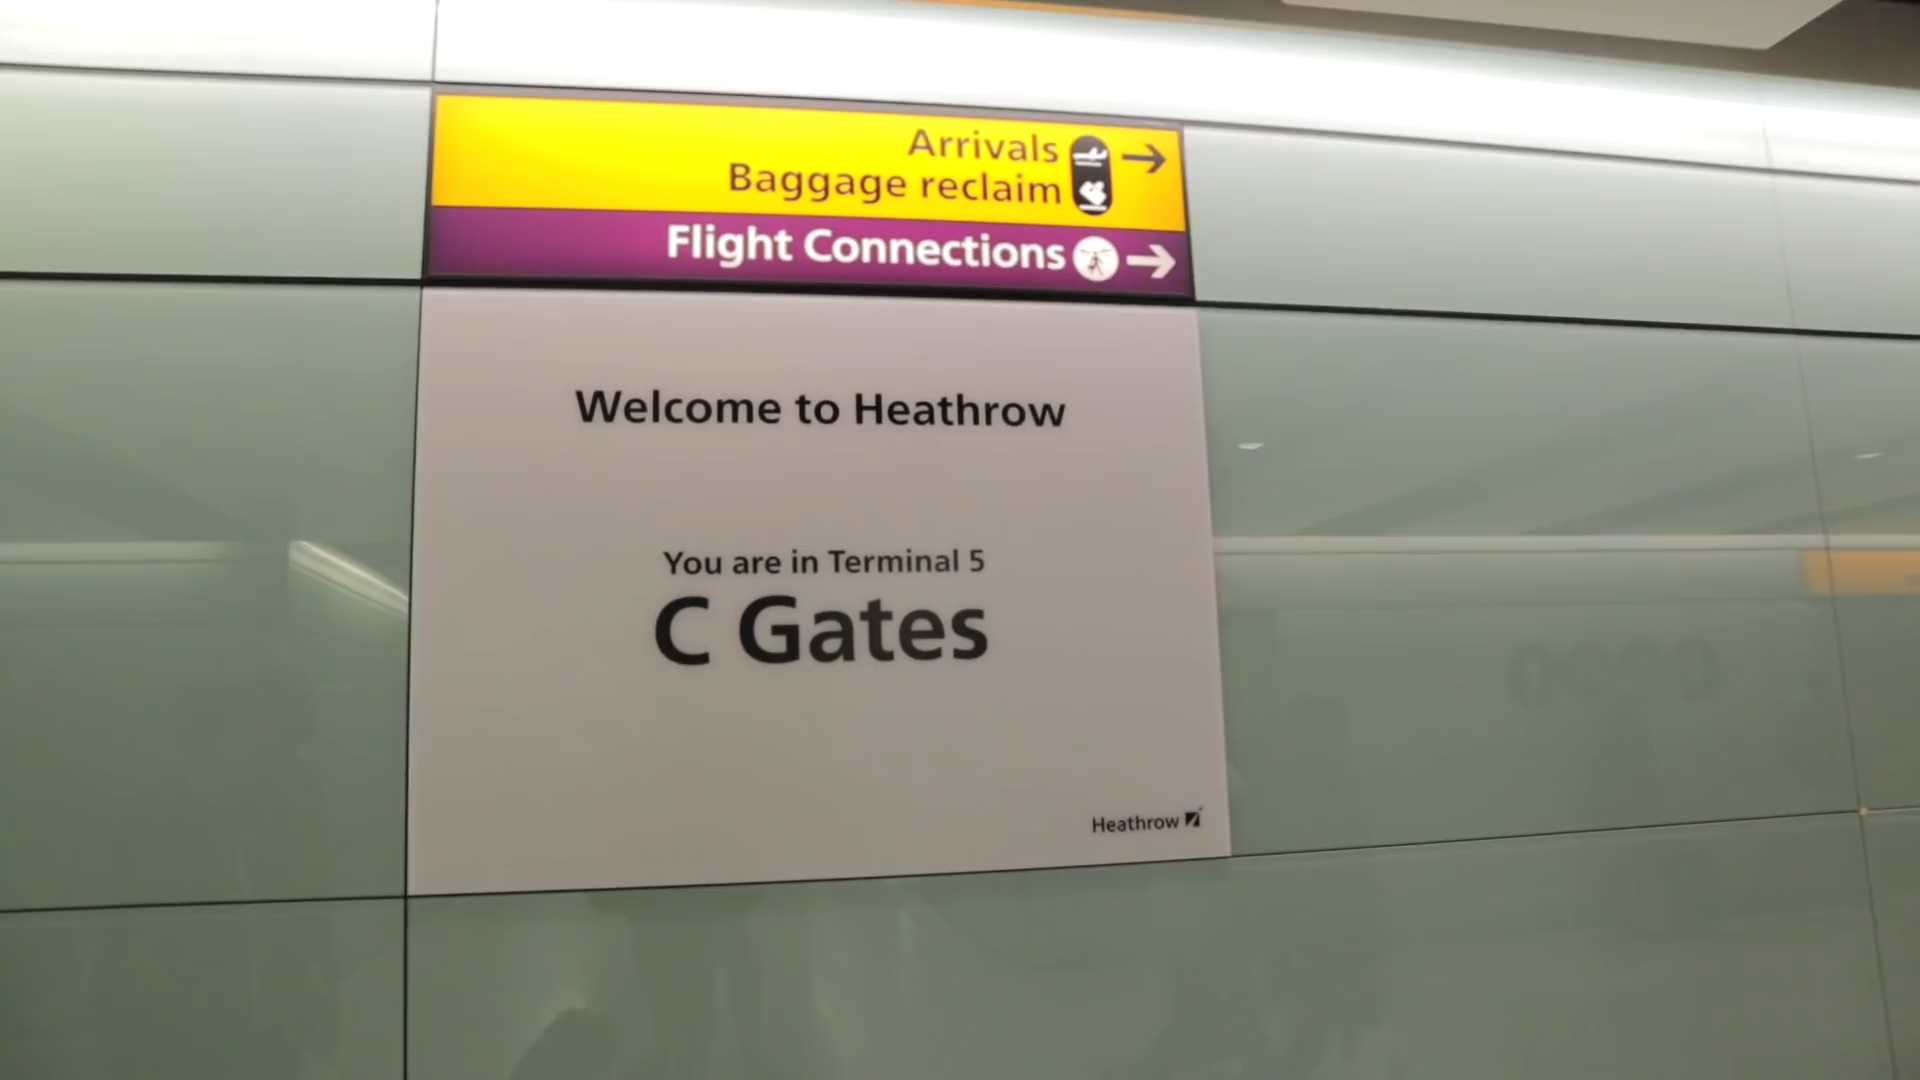 Arrivals
Baggage reclaim
Flight Connections
Welcome to Heathrow
You are in Terminal 5
C Gates
Heathrow